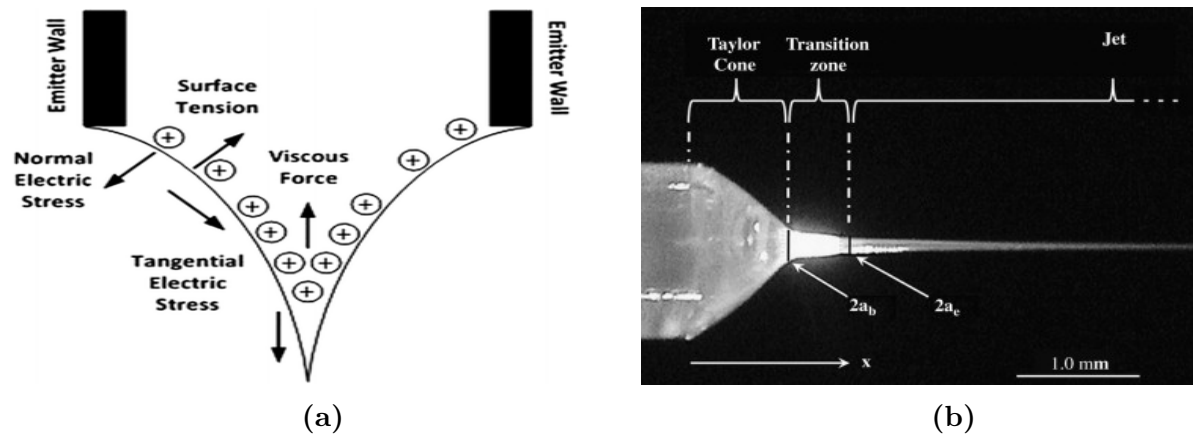 Emitter Wall
Emitter Wall
Surface
Tension
Normal
Electric
Stress
Viscous
Force
Tangential
Electric
Stress
+
+
+
+
+
+
+
+
+
+
+
+
+
(a)
Taylor
Cone
Transition
zone
Jet
2a_b
2a_e
x
1.0 mm
(b)